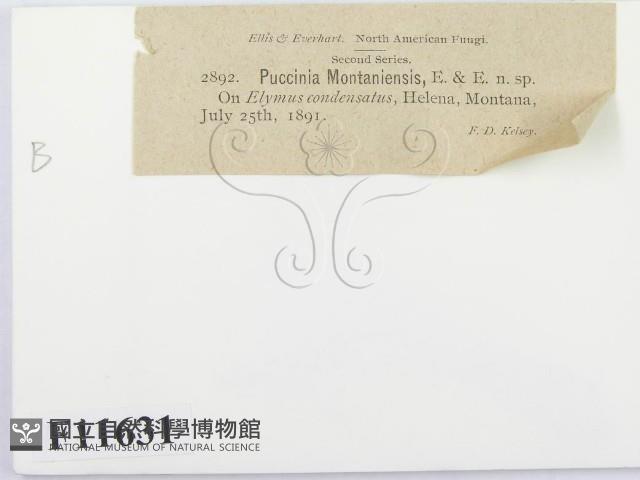 Ellis & Everhart. North American Fungi.
Second Series.
2892. Puccinia Montaniensis, E. & E. n. sp.
On Elymus condensatus, Helena, Montana,
July 25th, 1891.
F. D. Kelsey.
B
F11631
國立自然科學博物館
NATIONAL MUSEUM OF NATURAL SCIENCE